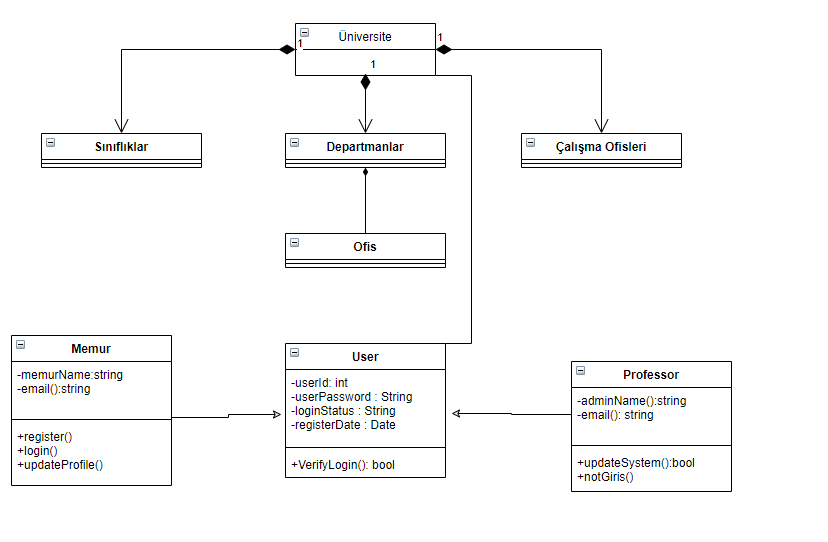 Üniversite
1
1
1
Sınıflıklar
Departmanlar
Çalışma Ofisleri
Ofis
Memur
-memurName:string
-email():string
+register()
+login()
+updateProfile()
User
-userId: int
-userPassword : String
-loginStatus : String
-registerDate : Date
+VerifyLogin(): bool
Professor
-adminName():string
-email(): string
+updateSystem():bool
+notGiris()